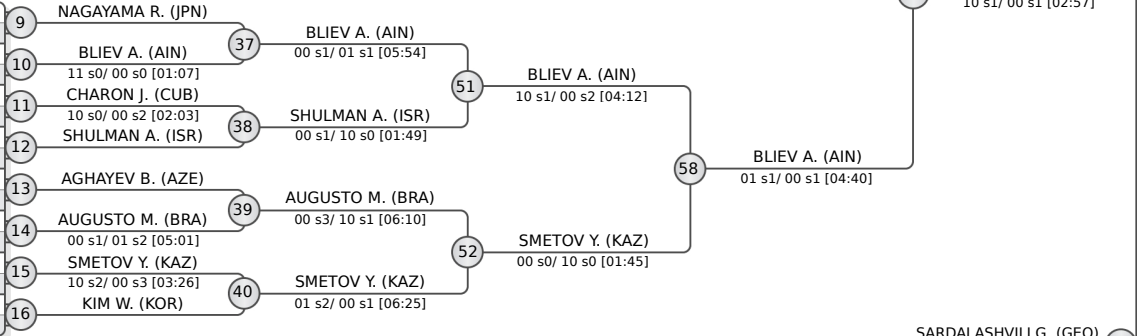 9
NAGAYAMA R. (JPN)
10
BLIEV A. (AIN)
11 s0/ 00 s0 [01:07]
37
BLIEV A. (AIN)
00 s1/ 01 s1 [05:54]
11
CHARON J. (CUB)
10 s0/ 00 s2 [02:03]
12
SHULMAN A. (ISR)
38
SHULMAN A. (ISR)
00 s1/ 10 s0 [01:49]
51
BLIEV A. (AIN)
10 s1/ 00 s2 [04:12]
13
AGHAYEV B. (AZE)
14
AUGUSTO M. (BRA)
00 s1/ 01 s2 [05:01]
39
AUGUSTO M. (BRA)
00 s3/ 10 s1 [06:10]
15
SMETOV Y. (KAZ)
10 s2/ 00 s3 [03:26]
16
KIM W. (KOR)
40
SMETOV Y. (KAZ)
01 s2/ 00 s1 [06:25]
52
SMETOV Y. (KAZ)
00 s0/ 10 s0 [01:45]
58
BLIEV A. (AIN)
01 s1/ 00 s1 [04:40]
10 s1/ 00 s1 [02:57]
SARDALASHVILI G. (GEO)